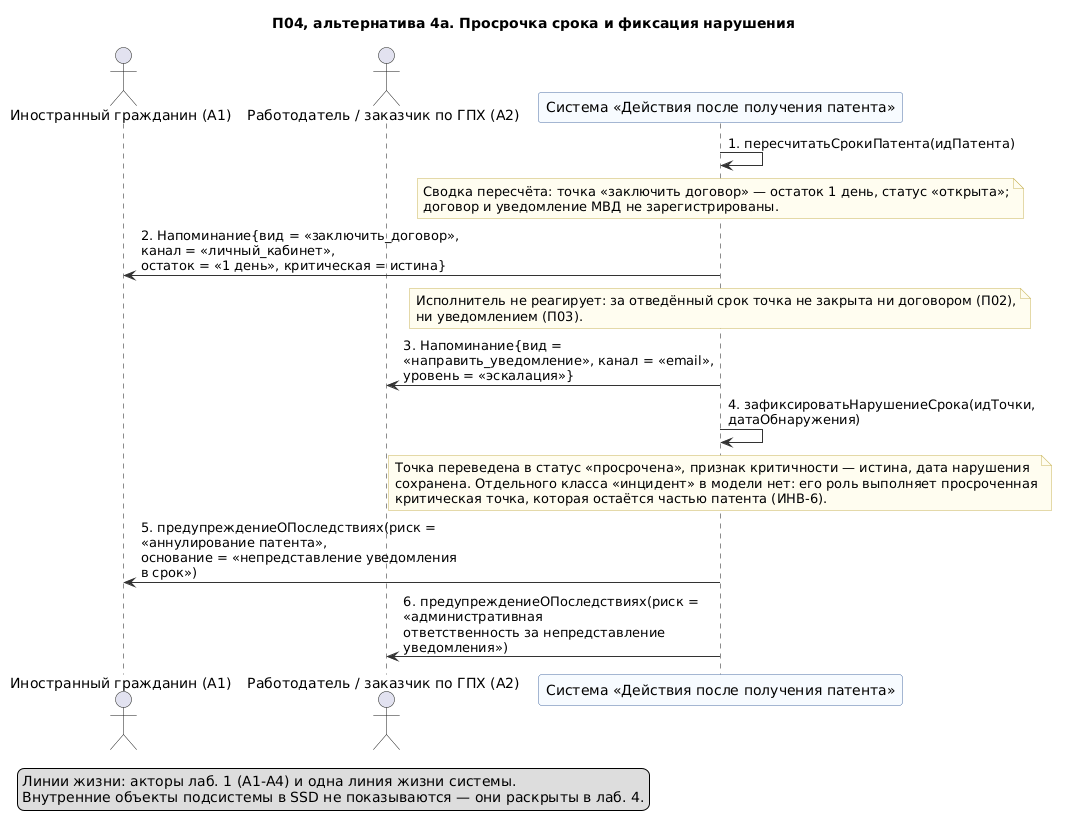 П04, альтернатива 4а. Просрочка срока и фиксация нарушения
Иностранный гражданин (А1)
Работодатель / заказчик по ГПХ (А2)
Система «Действия после получения патента»
1. пересчитатьСрокиПатента(идПатента)
Сводка пересчёта: точка «заключить договор» — остаток 1 день, статус «открыта»;
договор и уведомление МВД не зарегистрированы.
2. Напоминание{вид = «заключить_договор»,
канал = «личный_кабинет»,
остаток = «1 день», критическая = истина}
Исполнитель не реагирует: за отведённый срок точка не закрыта ни договором (П02),
ни уведомлением (П03).
3. Напоминание{вид =
«направить_уведомление», канал = «email»,
уровень = «эскалация»}
4. зафиксироватьНарушениеСрока(идТочки,
датаОбнаружения)
Точка переведена в статус «просрочена», признак критичности — истина, дата нарушения
сохранена. Отдельного класса «инцидент» в модели нет: его роль выполняет просроченная
критическая точка, которая остаётся частью патента (ИНВ-6).
5. предупреждениеОПоследствиях(риск =
«аннулирование патента»,
основание = «непредставление уведомления
в срок»)
6. предупреждениеОПоследствиях(риск =
«административная
ответственность за непредставление
уведомления»)
Иностранный гражданин (А1)
Работодатель / заказчик по ГПХ (А2)
Система «Действия после получения патента»
Линии жизни: акторы лаб. 1 (А1-А4) и одна линия жизни системы.
Внутренние объекты подсистемы в SSD не показываются — они раскрыты в лаб. 4.